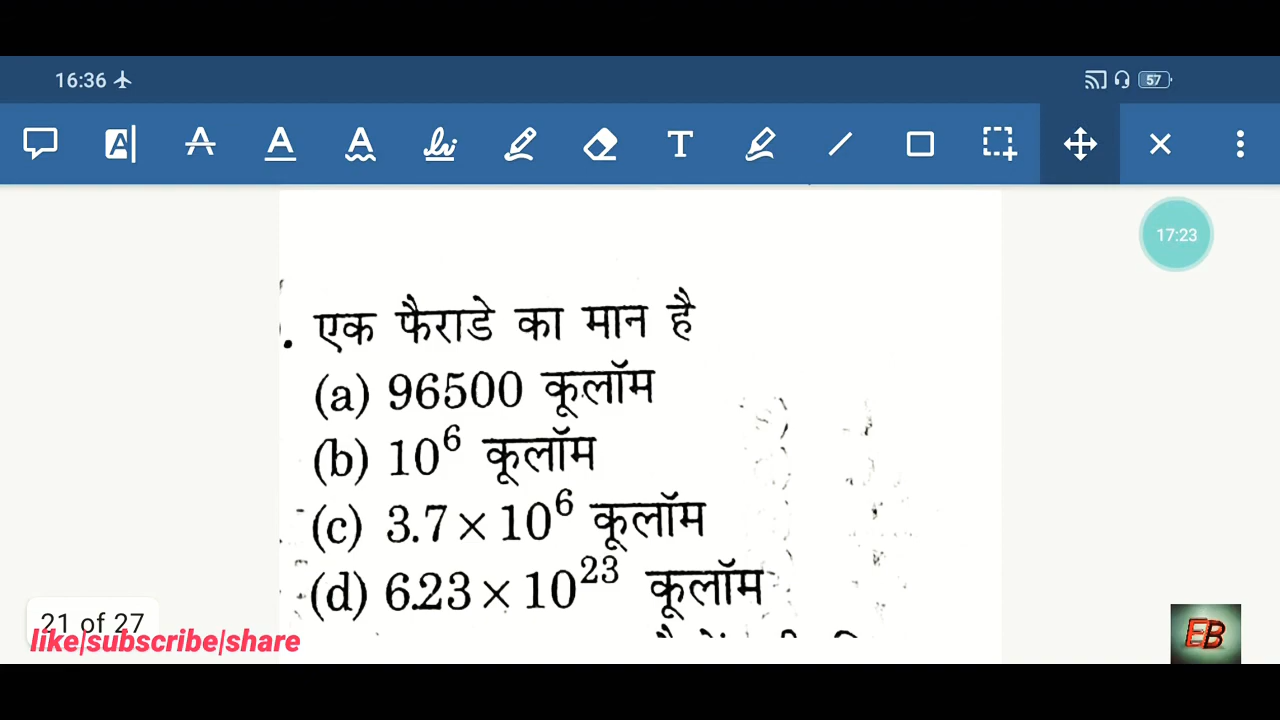 16:36
57
17:23
. एक फैराडे का मान है
(a) 96500 कूलॉम
(b) 10⁶ कूलॉम
(c) 3.7 × 10⁶ कूलॉम
(d) 6.23 × 10²³ कूलॉम
21 of 27
like/subscribe/share
EB